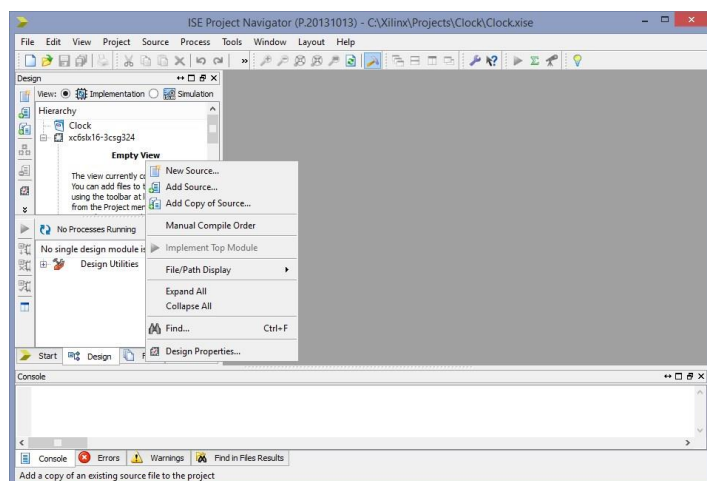 ISE Project Navigator (P.20131013) - C:\Xilinx\Projects\Clock\Clock.xise
File Edit View Project Source Process Tools Window Layout Help
Design
View: Implementation Simulation
Hierarchy
Clock
xc6slx16-3csg324
Empty View
The view currently co
You can add files to t
using the toolbar at l
from the Project men
New Source...
Add Source...
Add Copy of Source...
Manual Compile Order
Implement Top Module
File/Path Display
Expand All
Collapse All
Find... Ctrl+F
Design Properties...
No Processes Running
No single design module is
Design Utilities
Start Design F
Console
Console Errors Warnings Find in Files Results
Add a copy of an existing source file to the project